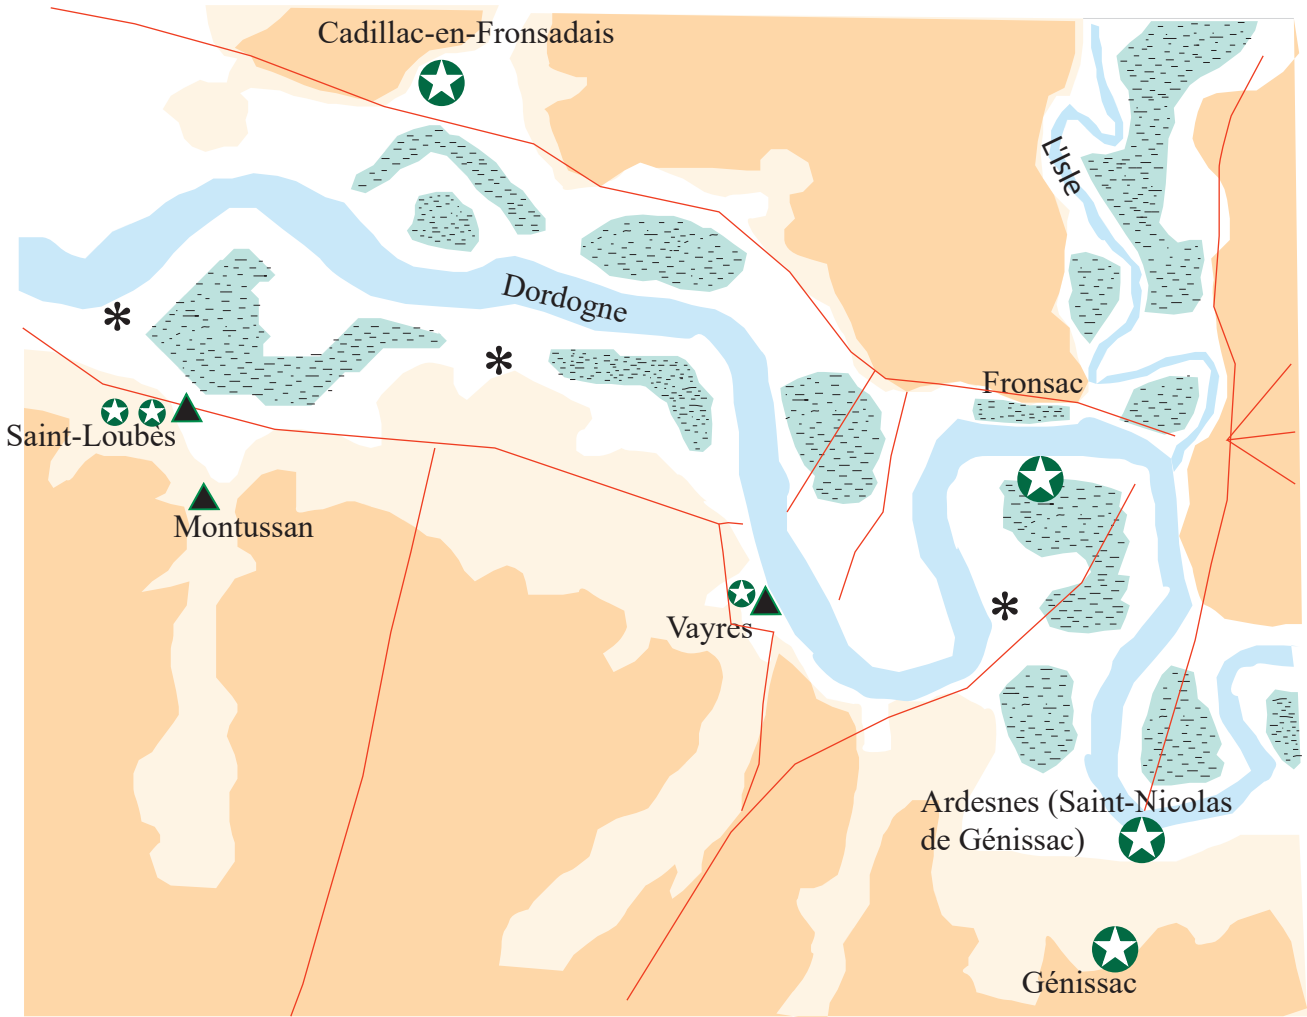 Cadillac-en-Fronsadais
L'Isle
Dordogne
Fronsac
Saint-Loubès
Montussan
Vayres
Ardesnes (Saint-Nicolas
de Génissac)
Génissac